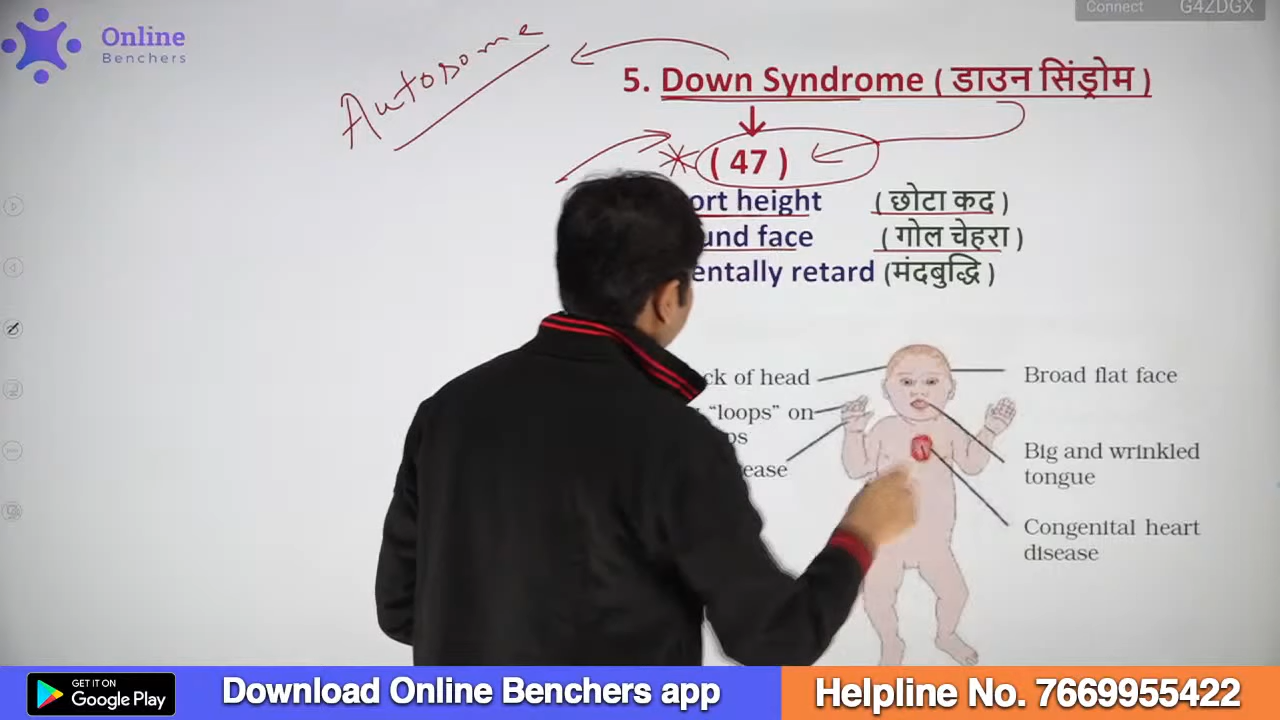 Connect G4ZDGX
Online
Benchers
Autosome
5. Down Syndrome ( डाउन सिंड्रोम )
( 47 )
ort height ( छोटा कद )
und face ( गोल चेहरा )
entally retard (मंदबुद्धि )
ck of head
Broad flat face
"loops" on
ps
Big and wrinkled
ease
tongue
Congenital heart
disease
GET IT ON
Google Play
Download Online Benchers app
Helpline No. 7669955422